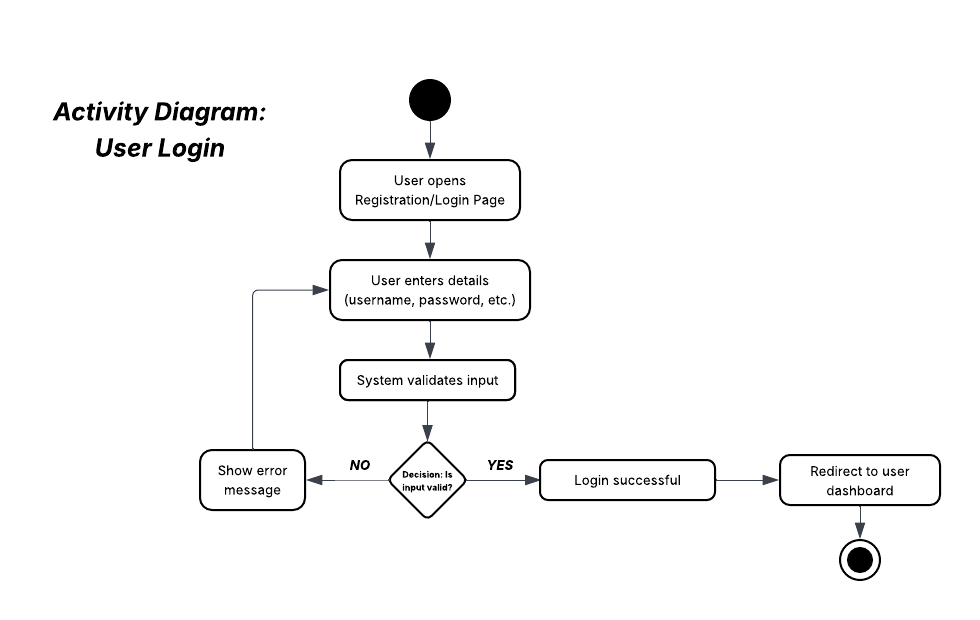 Activity Diagram:
User Login
User opens
Registration/Login Page
User enters details
(username, password, etc.)
System validates input
Show error
message
NO
Decision: Is
input valid?
YES
Login successful
Redirect to user
dashboard